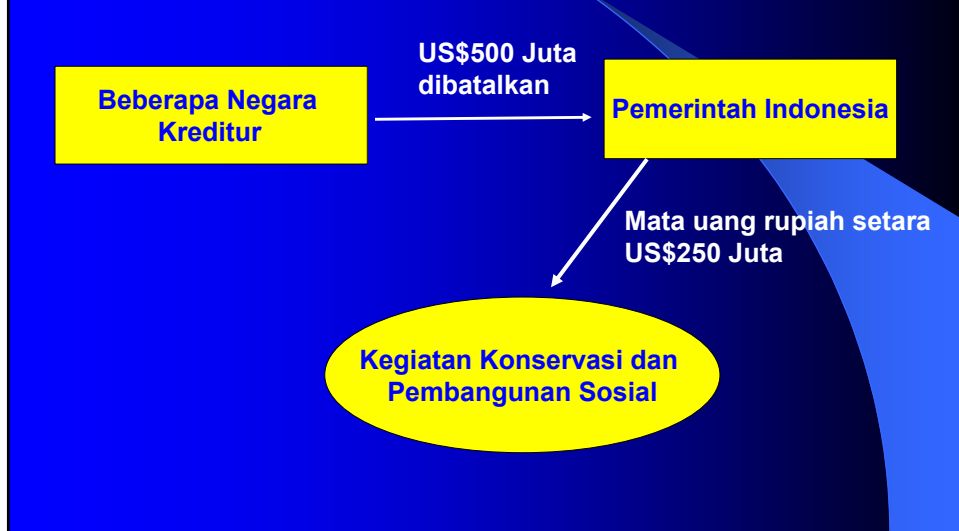 US$500 Juta
dibatalkan
Beberapa Negara
Kreditur
Pemerintah Indonesia
Mata uang rupiah setara
US$250 Juta
Kegiatan Konservasi dan
Pembangunan Sosial